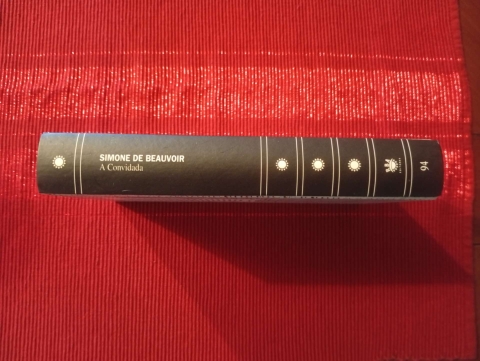 SIMONE DE BEAUVOIR
A Convidada
94